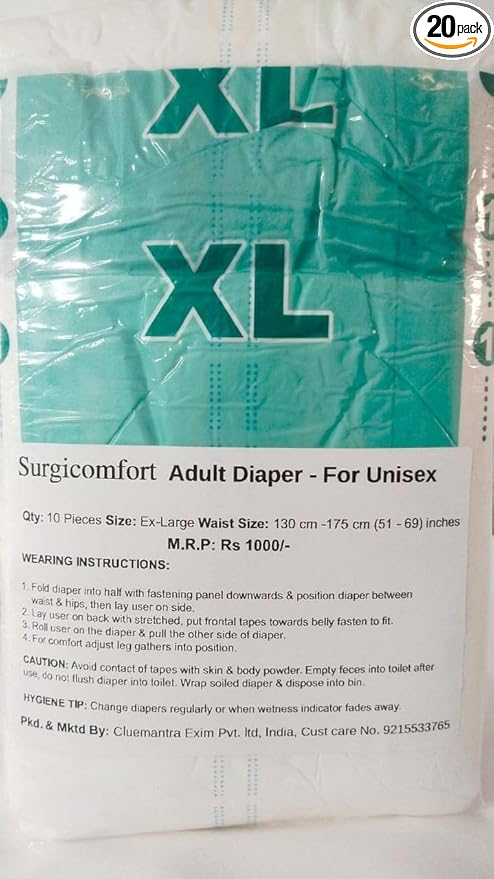 20
pack
XL
XL
1
Surgicomfort Adult Diaper - For Unisex
Qty: 10 Pieces Size: Ex-Large Waist Size: 130 cm -175 cm (51 - 69) inches
M.R.P: Rs 1000/-
WEARING INSTRUCTIONS:
1. Fold diaper into half with fastening panel downwards & position diaper between
waist & hips, then lay user on side.
2. Lay user on back with stretched, put frontal tapes towards belly fasten to fit.
3. Roll user on the diaper & pull the other side of diaper.
4. For comfort adjust leg gathers into position.
CAUTION: Avoid contact of tapes with skin & body powder. Empty feces into toilet after
use, do not flush diaper into toilet. Wrap soiled diaper & dispose into bin.
HYGIENE TIP: Change diapers regularly or when wetness indicator fades away.
Pkd. & Mktd By: Cluemantra Exim Pvt. ltd, India, Cust care No. 9215533765